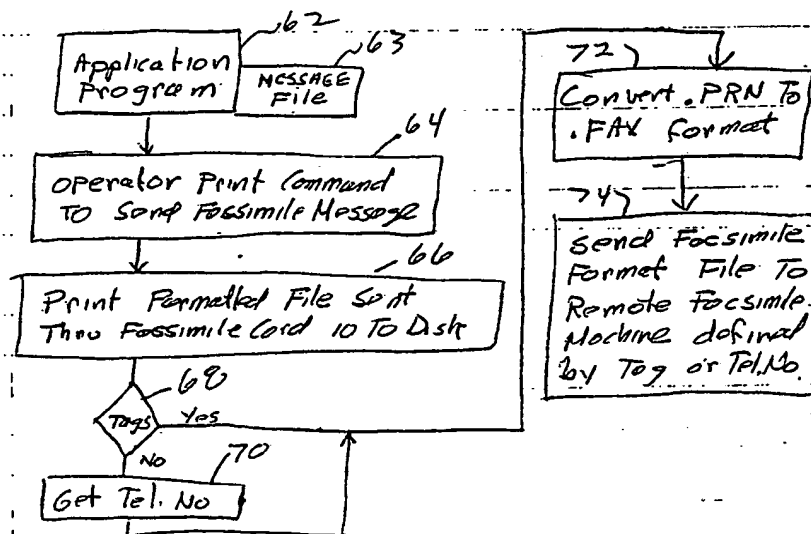 62
Application
Program
63
MESSAGE
File
64
Operator Print Command
To Send Fassimile Message
66
Print Formatted File Sent
Thru Fassimile Card 10 To Disk
68
Tags
Yes
No
70
Get Tel. No
72
Convert .PRN To
.FAX format
74
Send Facsimile
Format File To
Remote Facsimile
Machine defined
by Tag or Tel.No.